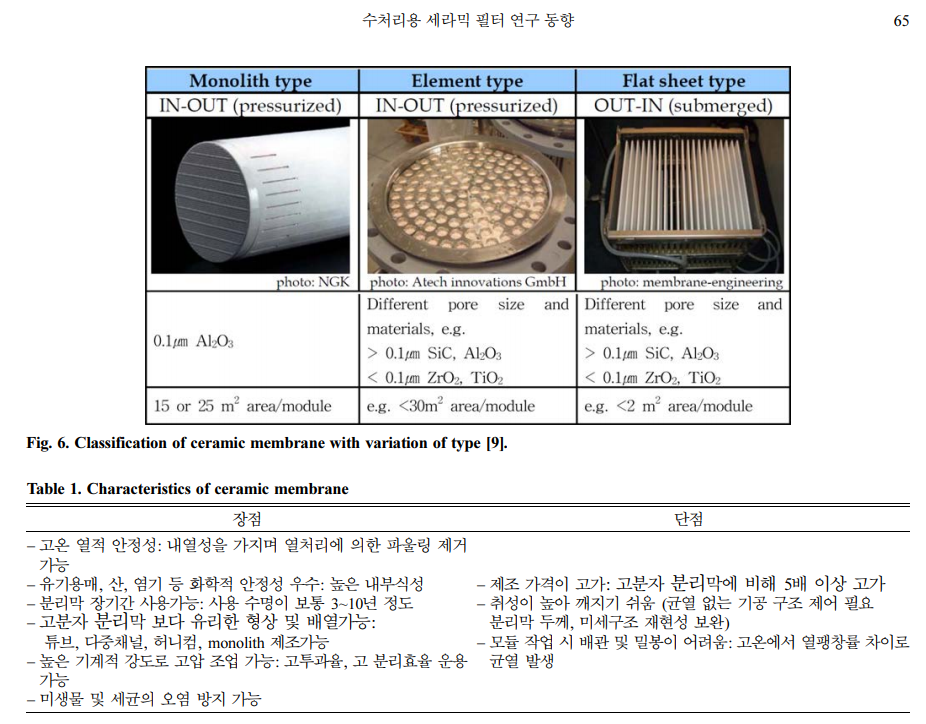 수처리용 세라믹 필터 연구 동향
65
Monolith type
Element type
Flat sheet type
IN-OUT (pressurized)
IN-OUT (pressurized)
OUT-IN (submerged)
photo: NGK
photo: Atech innovations GmbH
photo: membrane-engineering
0.1㎛ Al₂O₃
Different pore size and
materials, e.g.
> 0.1㎛ SiC, Al₂O₃
< 0.1㎛ ZrO₂, TiO₂
Different pore size and
materials, e.g.
> 0.1㎛ SiC, Al₂O₃
< 0.1㎛ ZrO₂, TiO₂
15 or 25 m² area/module
e.g. <30m² area/module
e.g. <2 m² area/module
Fig. 6. Classification of ceramic membrane with variation of type [9].
Table 1. Characteristics of ceramic membrane
장점
– 고온 열적 안정성: 내열성을 가지며 열처리에 의한 파울링 제거
가능
– 유기용매, 산, 염기 등 화학적 안정성 우수: 높은 내부식성
– 분리막 장기간 사용가능: 사용 수명이 보통 3~10년 정도
– 고분자 분리막 보다 유리한 형상 및 배열가능:
튜브, 다중채널, 허니컴, monolith 제조가능
– 높은 기계적 강도로 고압 조업 가능: 고투과율, 고 분리효율 운용
가능
– 미생물 및 세균의 오염 방지 가능
단점
– 제조 가격이 고가: 고분자 분리막에 비해 5배 이상 고가
– 취성이 높아 깨지기 쉬움 (균열 없는 기공 구조 제어 필요
분리막 두께, 미세구조 재현성 보완)
– 모듈 작업 시 배관 및 밀봉이 어려움: 고온에서 열팽창률 차이로
균열 발생